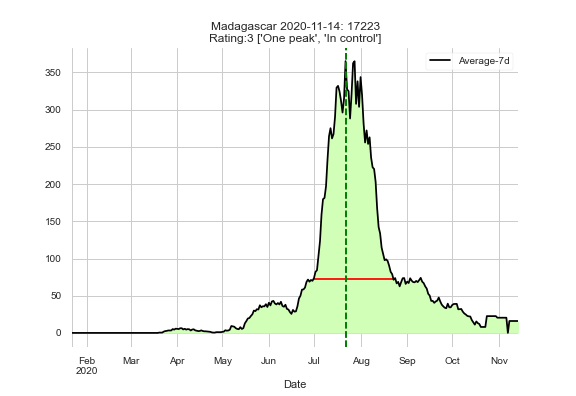 Madagascar 2020-11-14: 17223
Rating:3 ['One peak', 'In control']
Average-7d
350
300
250
200
150
100
50
0
Feb Mar Apr May Jun Jul Aug Sep Oct Nov
2020
Date